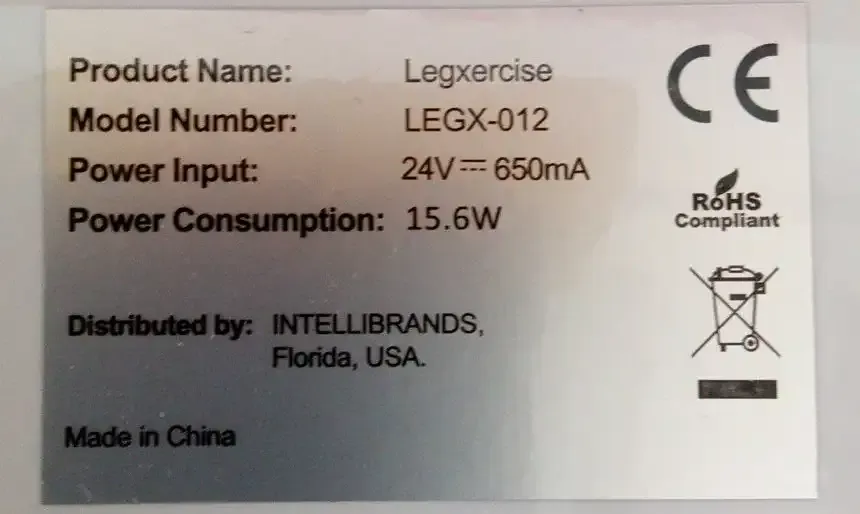 Product Name: Legxercise
Model Number: LEGX-012
Power Input: 24V⎓650mA
Power Consumption: 15.6W
Distributed by: INTELLIBRANDS,
Florida, USA.
Made in China
CE
RoHS
Compliant